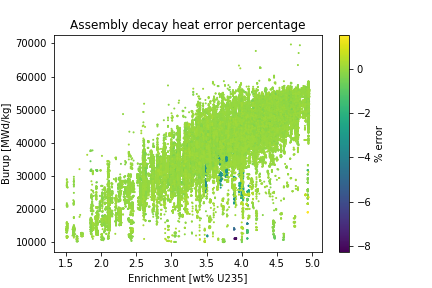 Assembly decay heat error percentage
70000
60000
50000
40000
30000
20000
10000
Burup [MWd/kg]
1.5 2.0 2.5 3.0 3.5 4.0 4.5 5.0
Enrichment [wt% U235]
0
−2
−4
−6
−8
% error